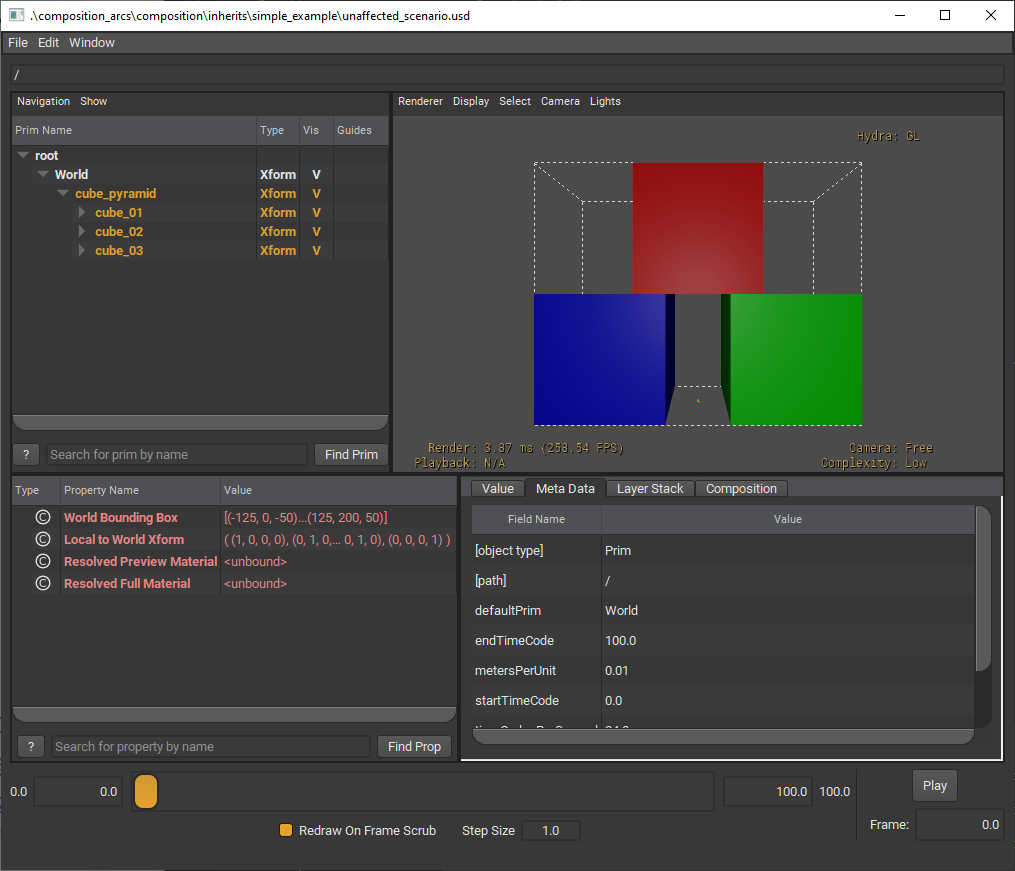 .\composition_arcs\composition\inherits\simple_example\unaffected_scenario.usd
File Edit Window
/
Navigation Show
Prim Name Type Vis Guides
root
World Xform V
cube_pyramid Xform V
cube_01 Xform V
cube_02 Xform V
cube_03 Xform V
? Search for prim by name Find Prim
Renderer Display Select Camera Lights
Hydra: GL
Render: 3.87 ms (258.54 FPS) Camera: Free
Playback: N/A Complexity: Low
Type Property Name Value
C World Bounding Box [(-125, 0, -50)...(125, 200, 50)]
C Local to World Xform ( (1, 0, 0, 0), (0, 1, 0,... 0, 1, 0), (0, 0, 0, 1) )
C Resolved Preview Material <unbound>
C Resolved Full Material <unbound>
? Search for property by name Find Prop
Value Meta Data Layer Stack Composition
Field Name Value
[object type] Prim
[path] /
defaultPrim World
endTimeCode 100.0
metersPerUnit 0.01
startTimeCode 0.0
0.0 0.0 100.0 100.0 Play
Redraw On Frame Scrub Step Size 1.0 Frame: 0.0